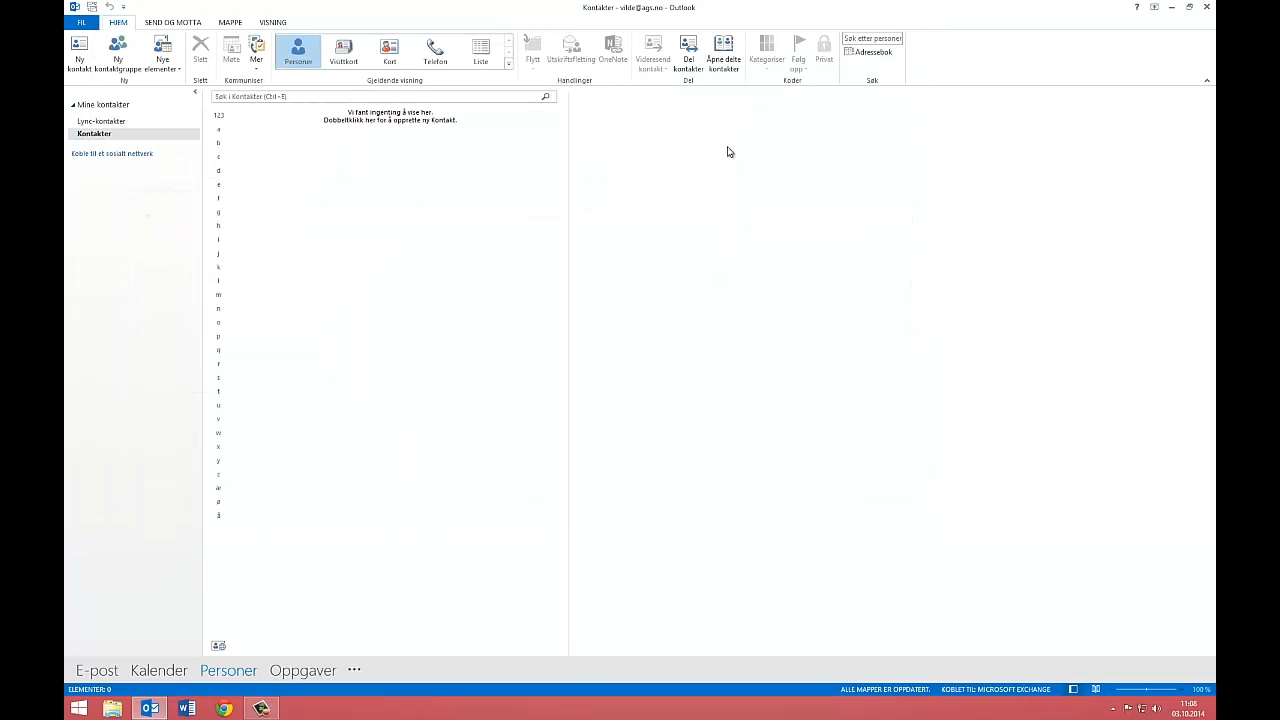 Kontakter - vilde@ags.no - Outlook
FIL HJEM SEND OG MOTTA MAPPE VISNING
Ny kontakt
Ny kontaktgruppe
Nye elementer
Ny
Slett
Slett
Møte
Mer
Kommuniser
Personer
Visittkort
Kort
Telefon
Liste
Gjeldende visning
Flytt
Utskriftsfletting
OneNote
Handlinger
Videresend kontakt
Del kontakter
Åpne delte kontakter
Del
Kategoriser
Følg opp
Privat
Koder
Søk etter personer
Adressebok
Søk
Mine kontakter
Lync-kontakter
Kontakter
Koble til et sosialt nettverk
Søk i Kontakter (Ctrl+E)
Vi fant ingenting å vise her.
Dobbeltklikk her for å opprette ny Kontakt.
123
a
b
c
d
e
f
g
h
i
j
k
l
m
n
o
p
q
r
s
t
u
v
w
x
y
z
ær
ø
å
E-post Kalender Personer Oppgaver
ELEMENTER: 0
ALLE MAPPER ER OPPDATERT. KOBLET TIL: MICROSOFT EXCHANGE
100 %
11:08
03.10.2014